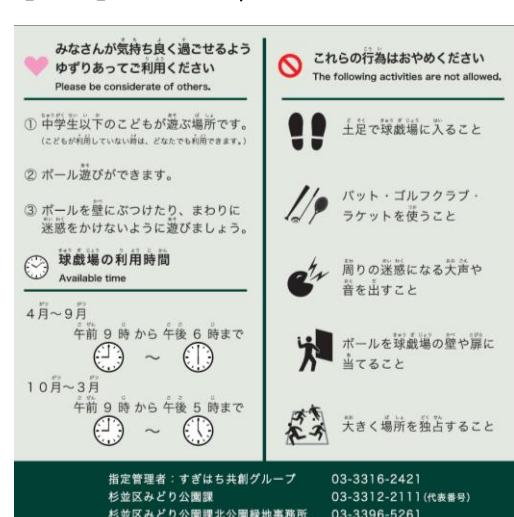 みなさんが気持ち良く過ごせるよう
ゆずりあってご利用ください
Please be considerate of others.
① 中学生以下のこどもが遊ぶ場所です。
(こどもが利用していない時は、どなたでも利用できます。)
② ボール遊びができます。
③ ボールを壁にぶつけたり、まわりに
迷惑をかけないように遊びましょう。
球戯場の利用時間
Available time
4月～9月
午前 9 時 から 午後 6 時まで
～
10月～3月
午前 9 時 から 午後 5 時まで
～
これらの行為はおやめください
The following activities are not allowed.
土足で球戯場に入ること
バット・ゴルフクラブ・
ラケットを使うこと
周りの迷惑になる大声や
音を出すこと
ボールを球戯場の壁や扉に
当てること
大きく場所を独占すること
指定管理者：すぎはち共創グループ 03-3316-2421
杉並区みどり公園課 03-3312-2111(代表番号)
杉並区みどり公園課北公園緑地事務所 03-3396-5261